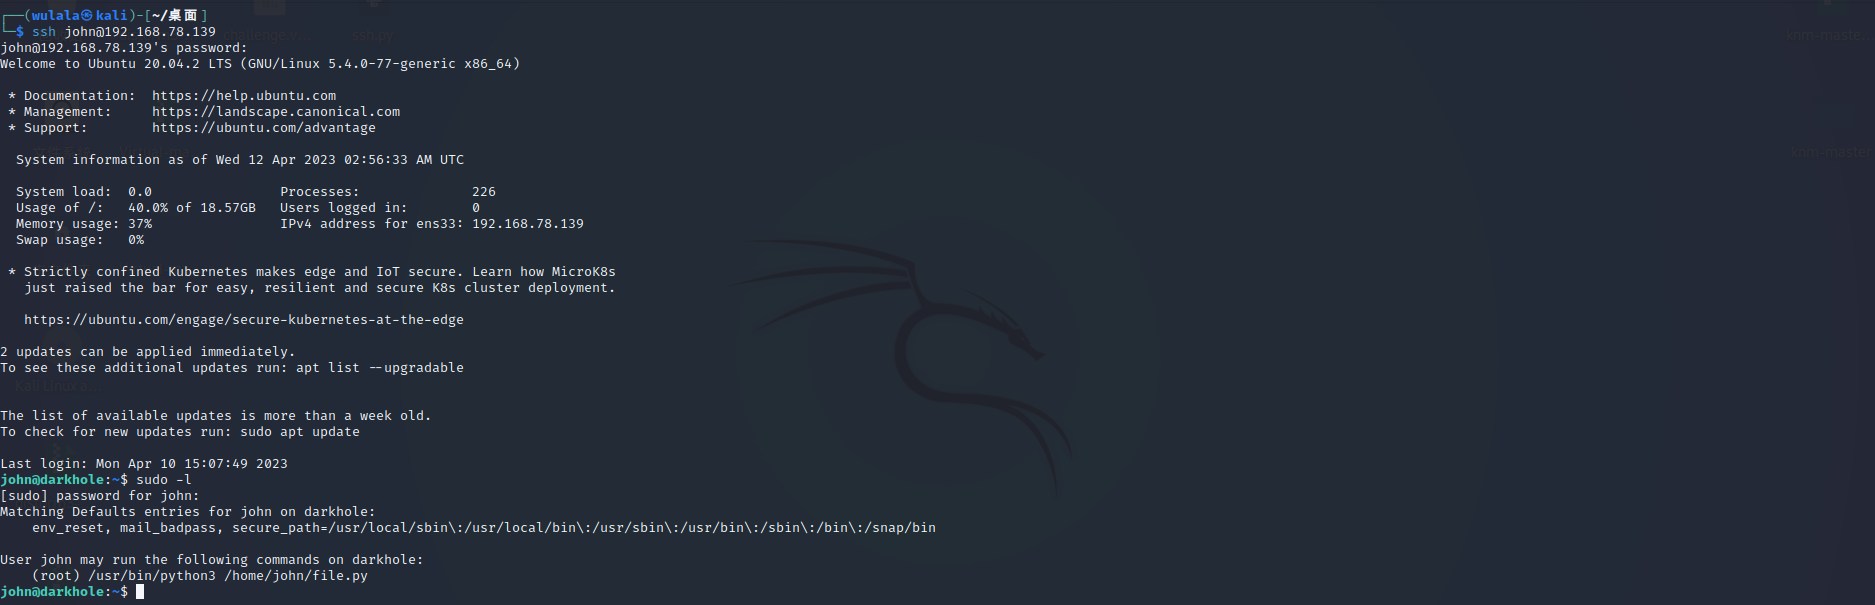 ┌──(wulala㉿kali)-[~/桌面]
└─$ ssh john@192.168.78.139
john@192.168.78.139's password:
Welcome to Ubuntu 20.04.2 LTS (GNU/Linux 5.4.0-77-generic x86_64)

 * Documentation:  https://help.ubuntu.com
 * Management:     https://landscape.canonical.com
 * Support:        https://ubuntu.com/advantage

  System information as of Wed 12 Apr 2023 02:56:33 AM UTC

  System load:  0.0                Processes:              226
  Usage of /:   40.0% of 18.57GB   Users logged in:        0
  Memory usage: 37%                IPv4 address for ens33: 192.168.78.139
  Swap usage:   0%

 * Strictly confined Kubernetes makes edge and IoT secure. Learn how MicroK8s
   just raised the bar for easy, resilient and secure K8s cluster deployment.

   https://ubuntu.com/engage/secure-kubernetes-at-the-edge

2 updates can be applied immediately.
To see these additional updates run: apt list --upgradable

The list of available updates is more than a week old.
To check for new updates run: sudo apt update

Last login: Mon Apr 10 15:07:49 2023
john@darkhole:~$ sudo -l
[sudo] password for john:
Matching Defaults entries for john on darkhole:
    env_reset, mail_badpass, secure_path=/usr/local/sbin\:/usr/local/bin\:/usr/sbin\:/usr/bin\:/sbin\:/bin\:/snap/bin

User john may run the following commands on darkhole:
    (root) /usr/bin/python3 /home/john/file.py
john@darkhole:~$